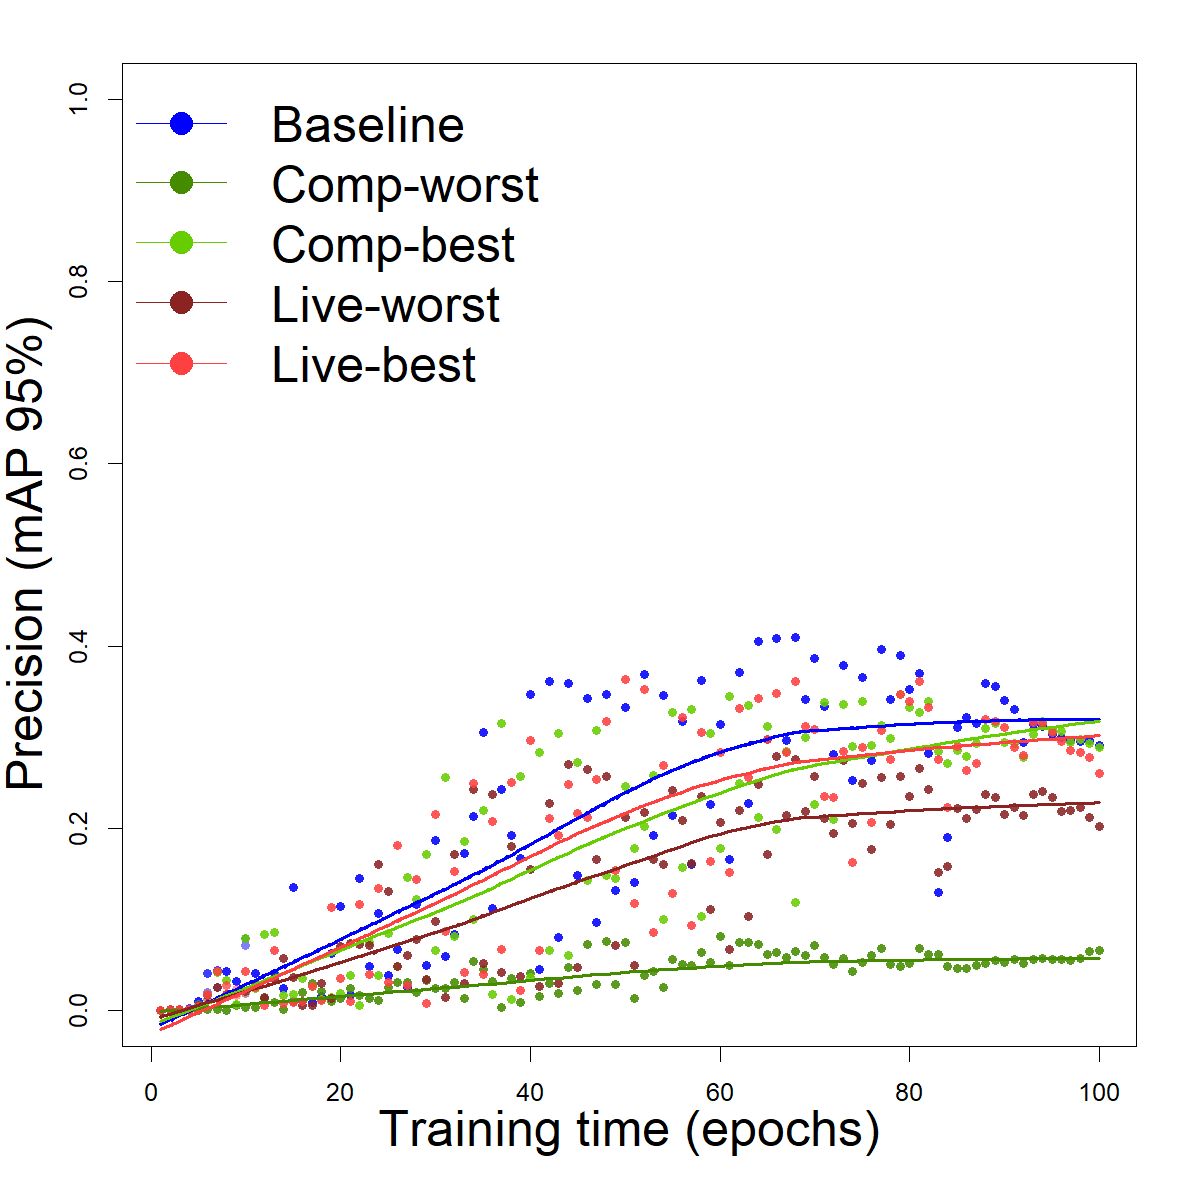 Baseline
Comp-worst
Comp-best
Live-worst
Live-best
Precision (mAP 95%)
1.0
0.8
0.6
0.4
0.2
0.0
0 20 40 60 80 100
Training time (epochs)